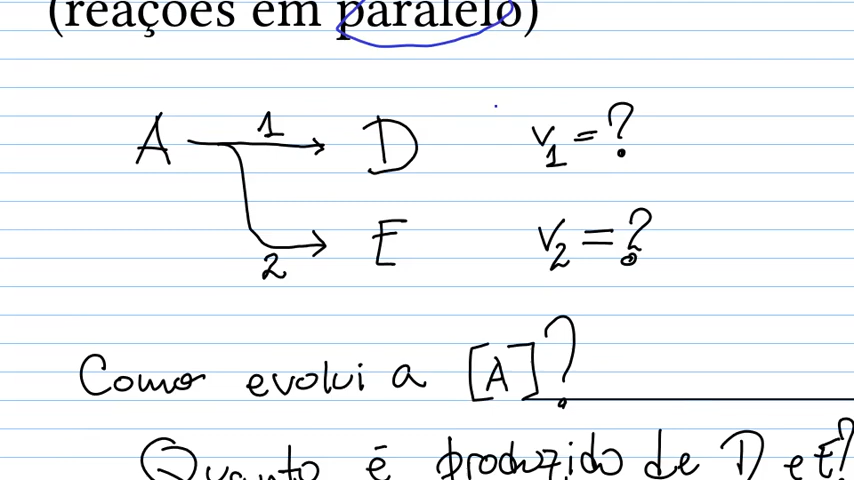 (reações em paralelo)
A 1 D v1 = ?
2 E v2 = ?
Como evolui a [A]?
Quanto é produzido de D e E?